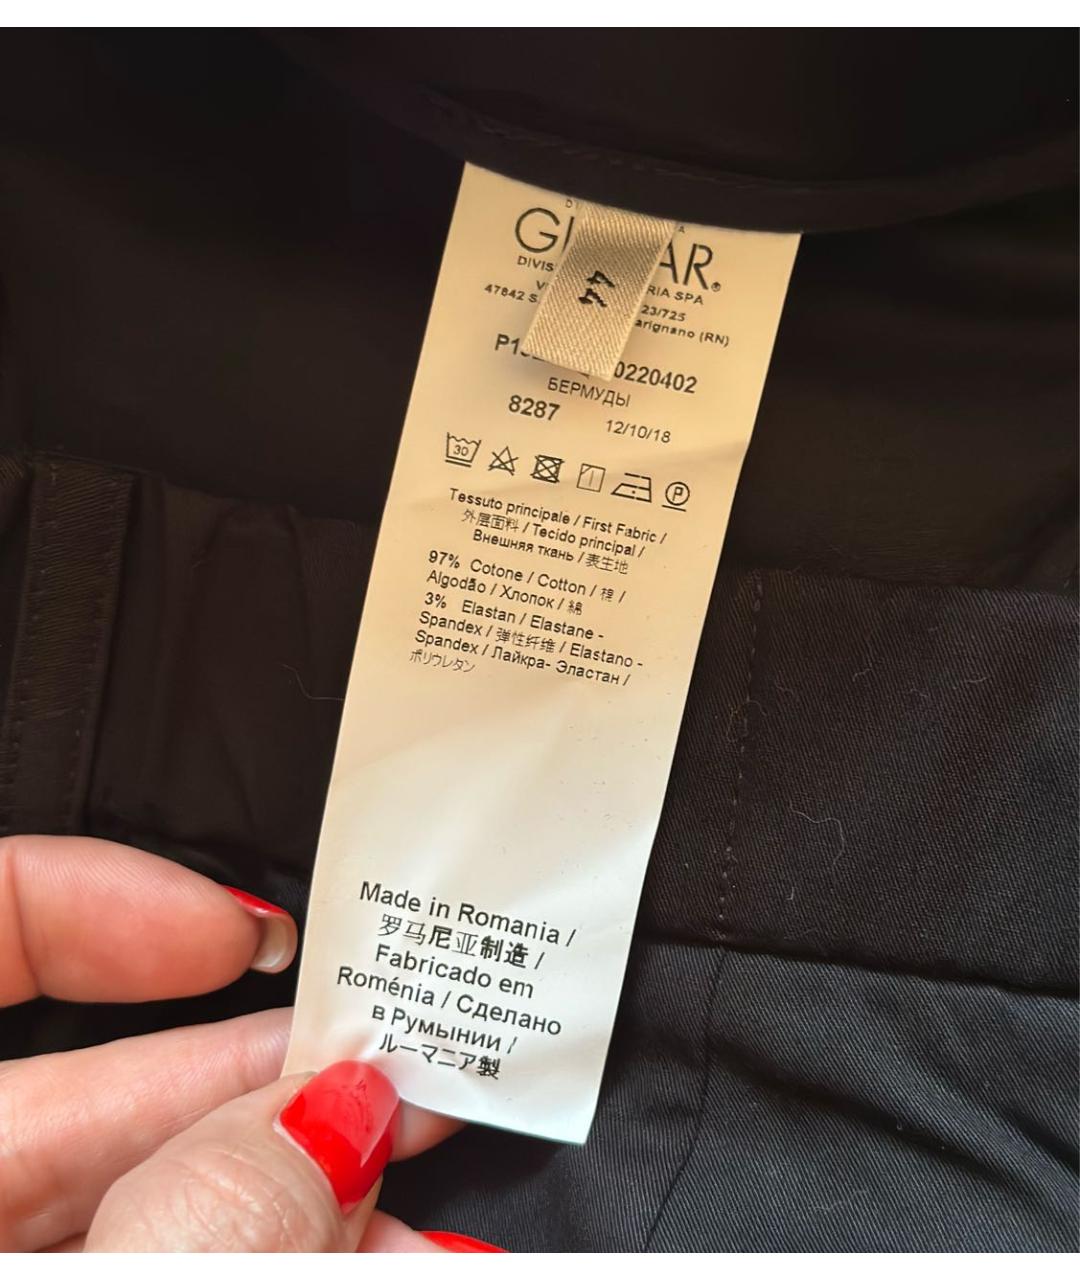 AR®
DIVIS
RIA SPA
47842 S.
23/725
arignano (RN)
44
0220402
БЕРМУДЫ
8287 12/10/18
30
P
Tessuto principale / First Fabric /
外层面料 / Tecido principal /
Внешняя ткань / 表生地
97% Cotone / Cotton / 棉 /
Algodão / Хлопок / 綿
3% Elastan / Elastane -
Spandex / 弹性纤维 / Elastano -
Spandex / Лайкра- Эластан /
ポリウレタン
Made in Romania /
罗马尼亚制造 /
Fabricado em
Roménia / Сделано
в Румынии /
ルーマニア製